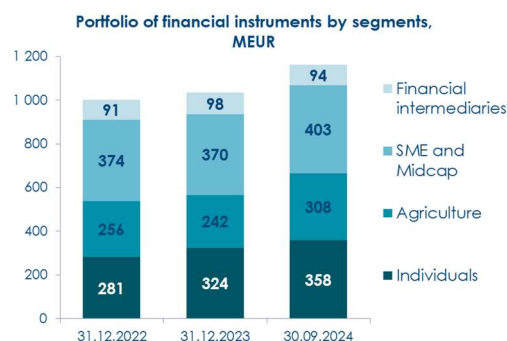 Portfolio of financial instruments by segments,
MEUR
1 200
1 000
800
600
400
200
0
91
374
256
281
98
370
242
324
94
403
308
358
31.12.2022
31.12.2023
30.09.2024
Financial
intermediaries
SME and
Midcap
Agriculture
Individuals